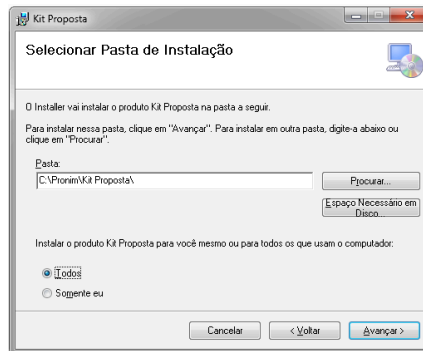 Kit Proposta
Selecionar Pasta de Instalação
O Installer vai instalar o produto Kit Proposta na pasta a seguir.
Para instalar nessa pasta, clique em "Avançar". Para instalar em outra pasta, digite-a abaixo ou
clique em "Procurar".
Pasta:
C:\Pronim\Kit Proposta\
Procurar...
Espaço Necessário em
Disco...
Instalar o produto Kit Proposta para você mesmo ou para todos os que usam o computador:
Todos
Somente eu
Cancelar
< Voltar
Avançar >